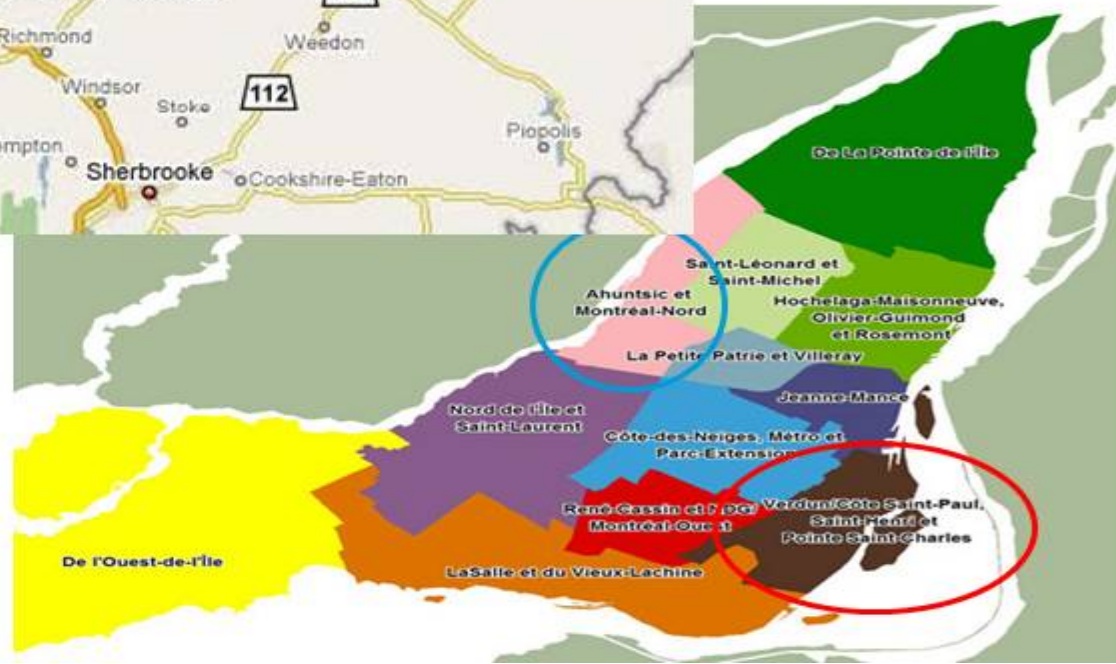 Richmond
Weedon
Windsor
112
Stoke
Piopolis
mpton
Sherbrooke
Cookshire-Eaton
De La Pointe-de-l'Île
Saint-Léonard et
Saint-Michel
Ahuntsic et
Montréal-Nord
Hochelaga-Maisonneuve,
Olivier-Guimond
et Rosemont
La Petite Patrie et Villeray
Jeanne-Mance
Nord de l'Île et
Saint-Laurent
Côte-des-Neiges, Métro et
Parc-Extension
René-Cassin et NDG/
Montréal-Ouest
Verdun/Côte Saint-Paul,
Saint-Henri et
Pointe Saint-Charles
De l'Ouest-de-l'Île
LaSalle et du Vieux-Lachine